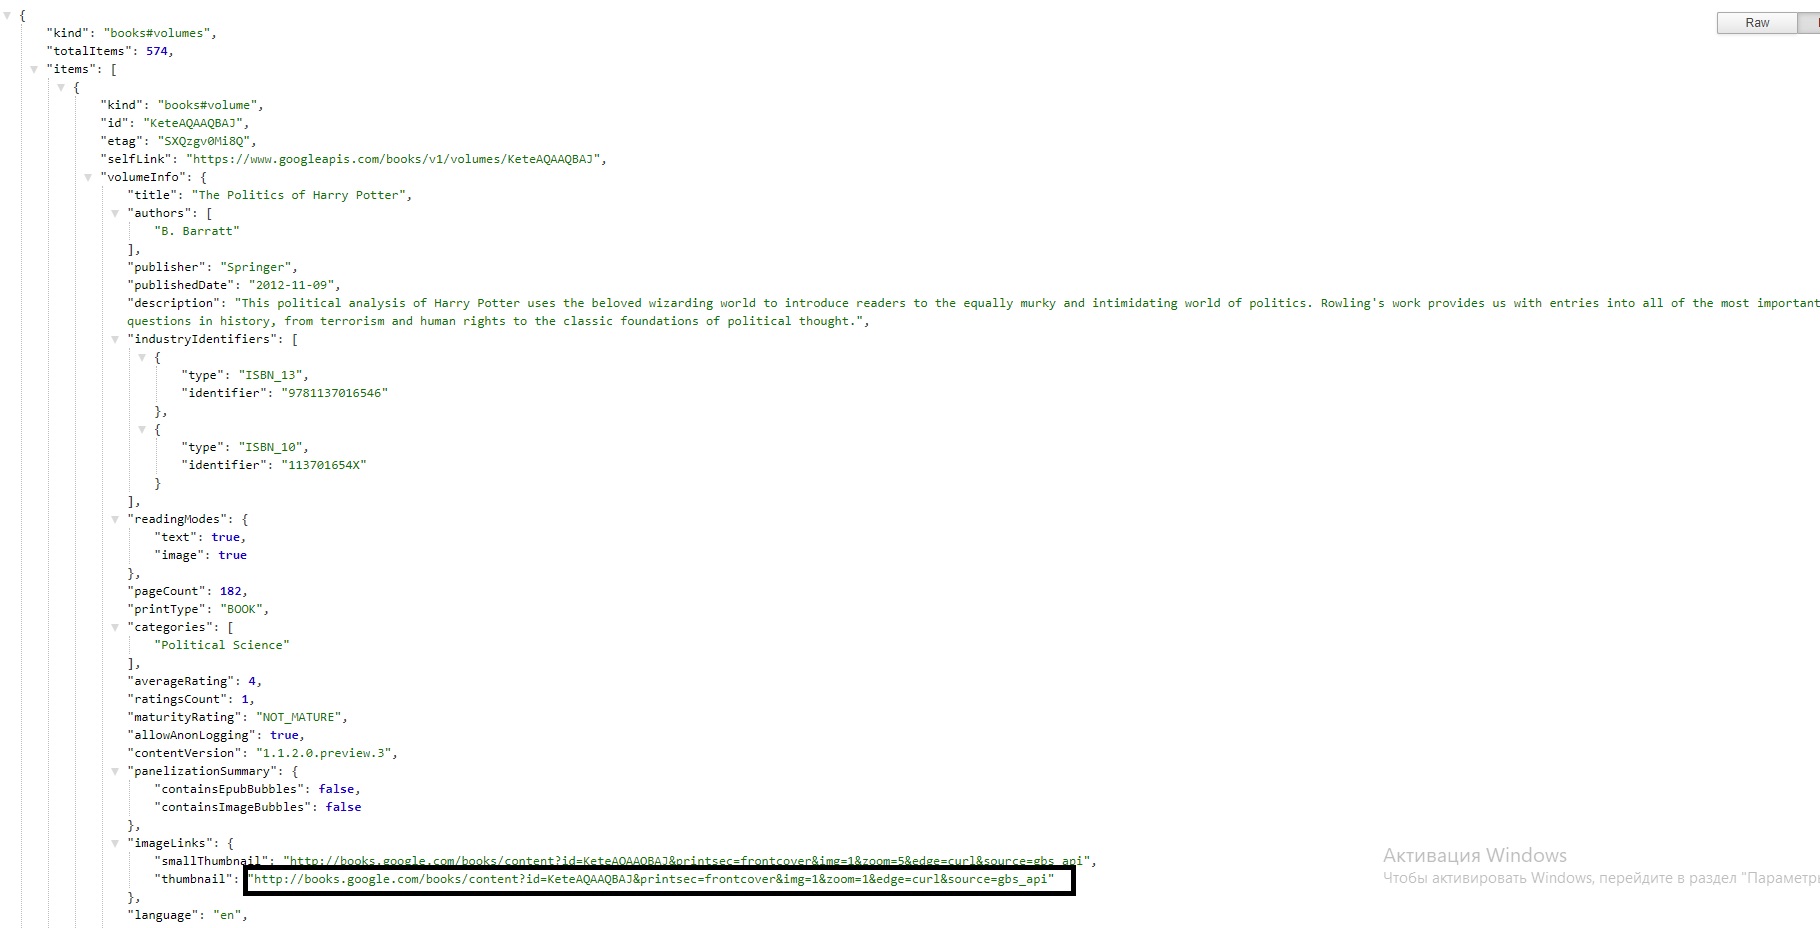 {
"kind": "books#volumes",
"totalItems": 574,
"items": [
{
"kind": "books#volume",
"id": "KeteAQAAQBAJ",
"etag": "SXQzgv0Mi8Q",
"selfLink": "https://www.googleapis.com/books/v1/volumes/KeteAQAAQBAJ",
"volumeInfo": {
"title": "The Politics of Harry Potter",
"authors": [
"B. Barratt"
],
"publisher": "Springer",
"publishedDate": "2012-11-09",
"description": "This political analysis of Harry Potter uses the beloved wizarding world to introduce readers to the equally murky and intimidating world of politics. Rowling's work provides us with entries into all of the most important
questions in history, from terrorism and human rights to the classic foundations of political thought.",
"industryIdentifiers": [
{
"type": "ISBN_13",
"identifier": "9781137016546"
},
{
"type": "ISBN_10",
"identifier": "113701654X"
}
],
"readingModes": {
"text": true,
"image": true
},
"pageCount": 182,
"printType": "BOOK",
"categories": [
"Political Science"
],
"averageRating": 4,
"ratingsCount": 1,
"maturityRating": "NOT_MATURE",
"allowAnonLogging": true,
"contentVersion": "1.1.2.0.preview.3",
"panelizationSummary": {
"containsEpubBubbles": false,
"containsImageBubbles": false
},
"imageLinks": {
"smallThumbnail": "http://books.google.com/books/content?id=KeteAQAAQBAJ&printsec=frontcover&img=1&zoom=5&edge=curl&source=gbs_api",
"thumbnail": "http://books.google.com/books/content?id=KeteAQAAQBAJ&printsec=frontcover&img=1&zoom=1&edge=curl&source=gbs_api"
},
"language": "en",
Raw
Активация Windows
Чтобы активировать Windows, перейдите в раздел "Параметры